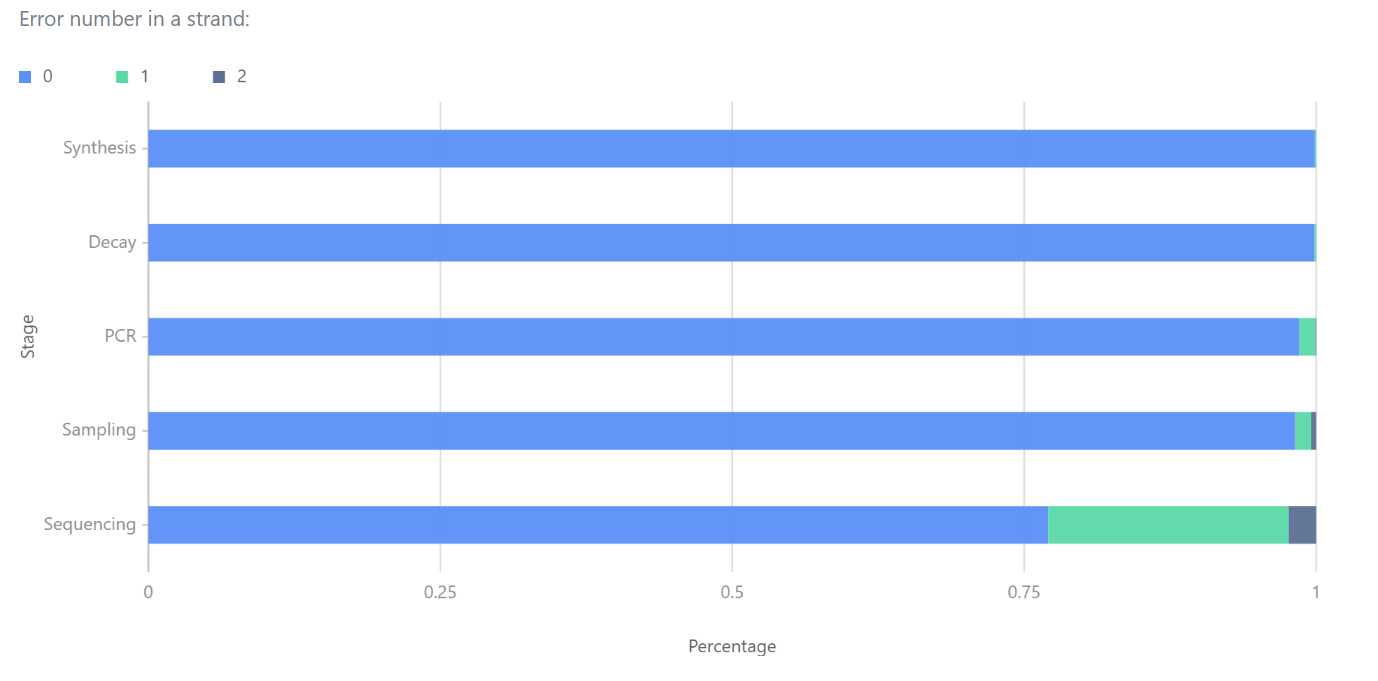 Error number in a strand:
0 1 2
Synthesis
Decay
PCR
Sampling
Sequencing
Stage
0 0.25 0.5 0.75 1
Percentage